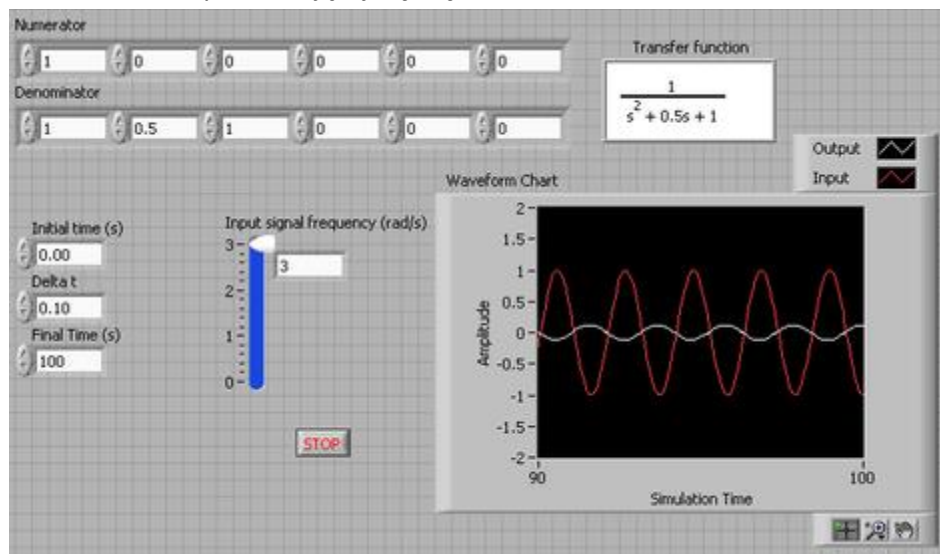 Numerator
1 0 0 0 0 0
Transfer function
1
s² + 0.5s + 1
Denominator
1 0.5 1 0 0 0
Output
Input
Waveform Chart
Initial time (s)
0.00
Delta t
0.10
Final Time (s)
100
Input signal frequency (rad/s)
3
3
2
1
0
STOP
Amplitude
2
1.5
1
0.5
0
-0.5
-1
-1.5
-2
90 100
Simulation Time